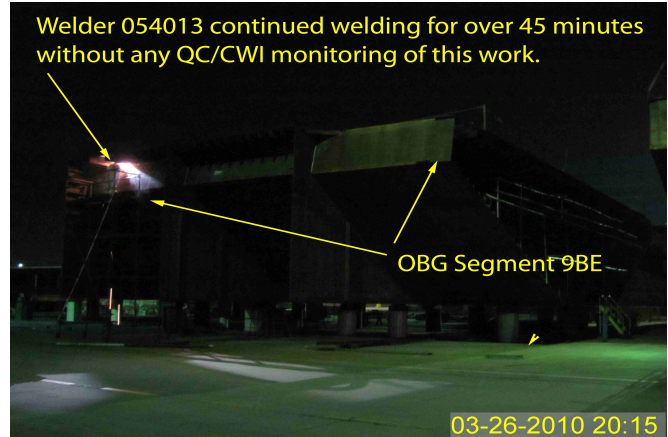 Welder 054013 continued welding for over 45 minutes
without any QC/CWI monitoring of this work.
OBG Segment 9BE
03-26-2010 20:15